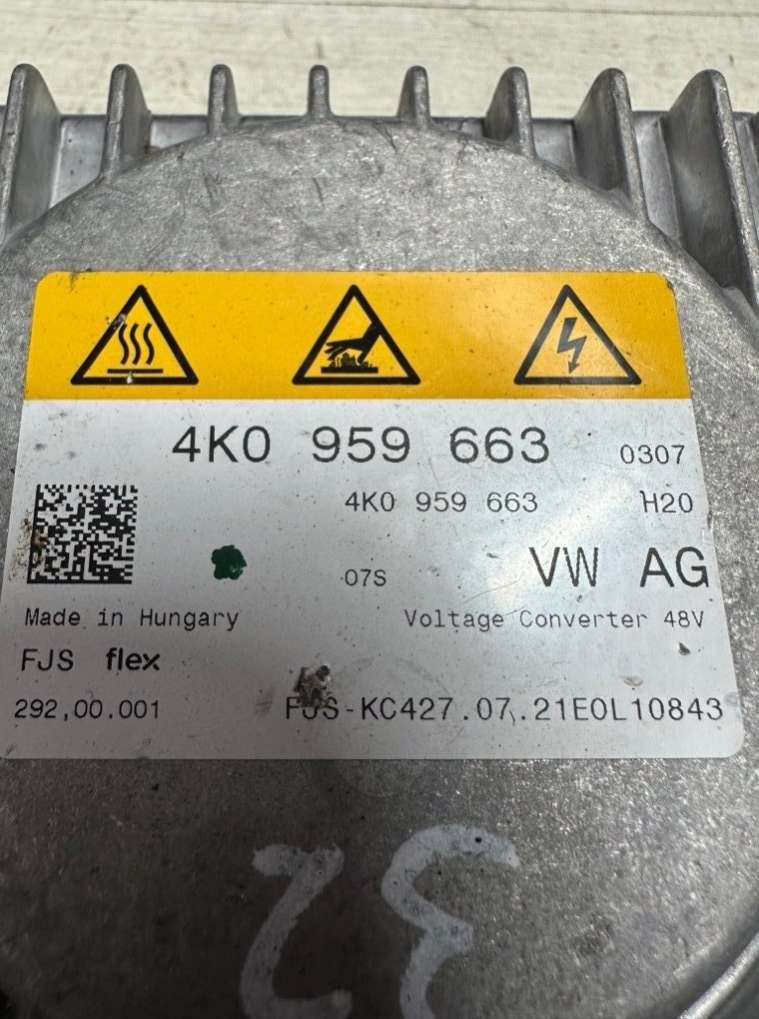 4K0 959 663 0307
4K0 959 663 H20
07S VW AG
Made in Hungary Voltage Converter 48V
FJS flex
292,00.001 FJS-KC427.07.21E0L10843